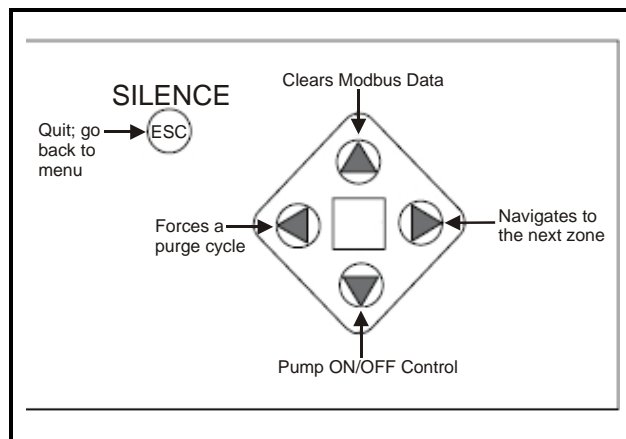 Clears Modbus Data
SILENCE
Quit; go
back to
menu
ESC
Forces a
purge cycle
Navigates to
the next zone
Pump ON/OFF Control